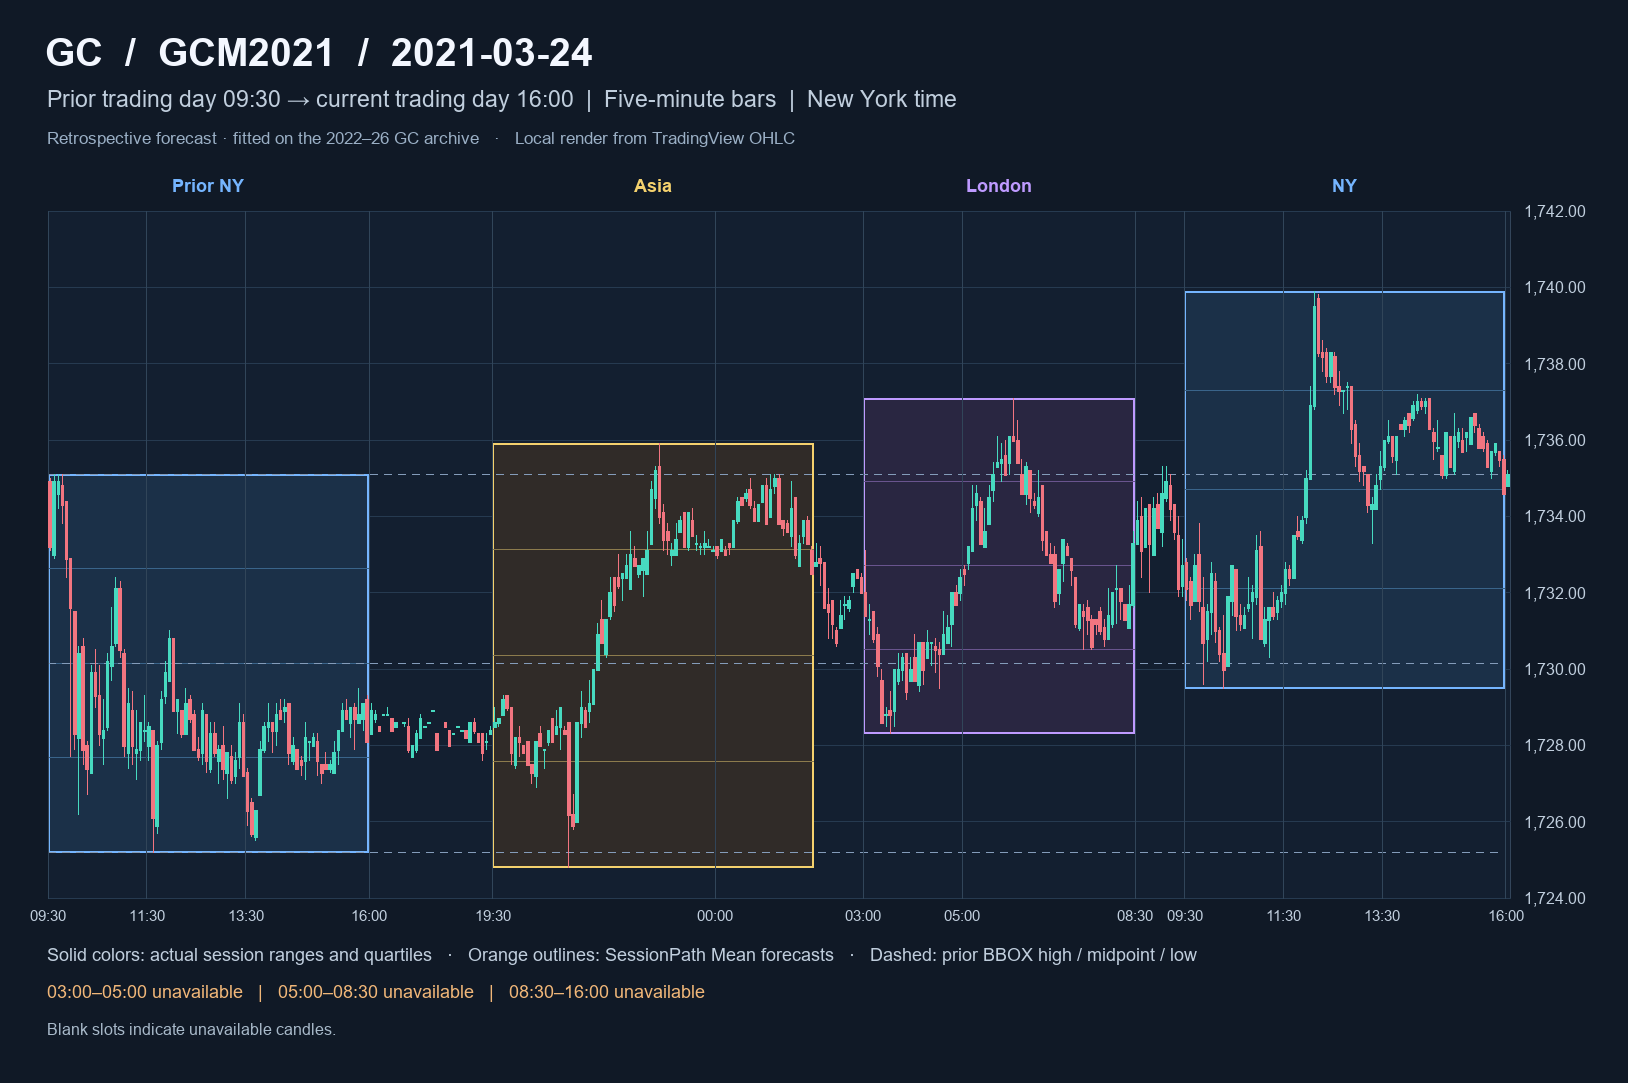 GC / GCM2021 / 2021-03-24
Prior trading day 09:30 → current trading day 16:00 | Five-minute bars | New York time
Retrospective forecast · fitted on the 2022–26 GC archive · Local render from TradingView OHLC
Prior NY Asia London NY
1,742.00
1,740.00
1,738.00
1,736.00
1,734.00
1,732.00
1,730.00
1,728.00
1,726.00
1,724.00
09:30 11:30 13:30 16:00 19:30 00:00 03:00 05:00 08:30 09:30 11:30 13:30 16:00
Solid colors: actual session ranges and quartiles · Orange outlines: SessionPath Mean forecasts · Dashed: prior BBOX high / midpoint / low
03:00–05:00 unavailable | 05:00–08:30 unavailable | 08:30–16:00 unavailable
Blank slots indicate unavailable candles.